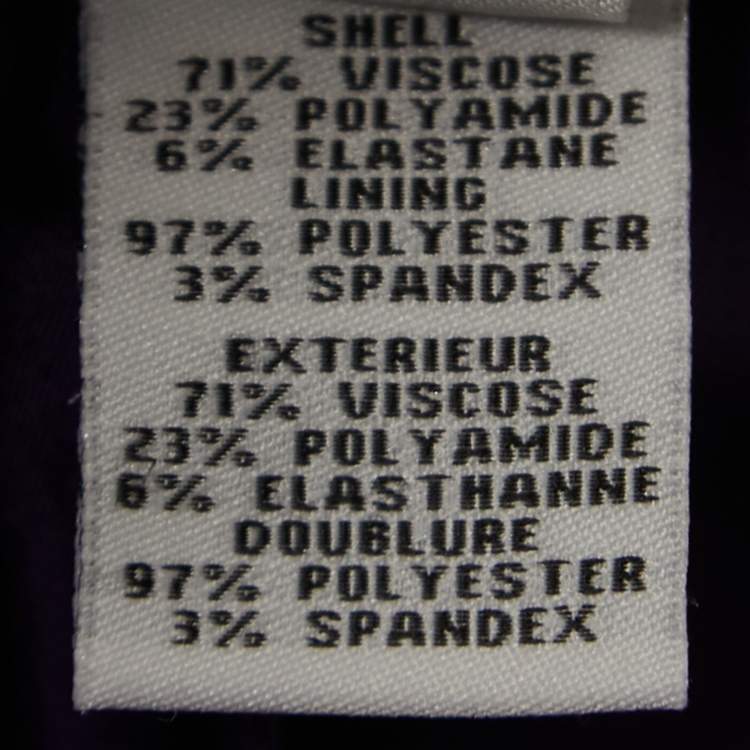 SHELL
71% VISCOSE
23% POLYAMIDE
6% ELASTANE
LINING
97% POLYESTER
3% SPANDEX
EXTERIEUR
71% VISCOSE
23% POLYAMIDE
6% ELASTHANNE
DOUBLURE
97% POLYESTER
3% SPANDEX